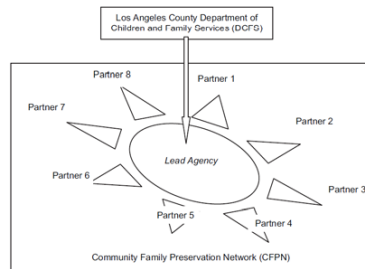 Los Angeles County Department of
Children and Family Services (DCFS)
Partner 8
Partner 1
Partner 7
Partner 2
Lead Agency
Partner 6
Partner 3
Partner 5
Partner 4
Community Family Preservation Network (CFPN)